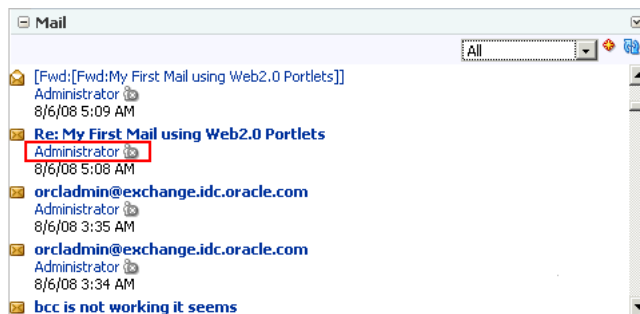 Mail
All
[Fwd:[Fwd:My First Mail using Web2.0 Portlets]]
Administrator
8/6/08 5:09 AM
Re: My First Mail using Web2.0 Portlets
Administrator
8/6/08 5:08 AM
orcladmin@exchange.idc.oracle.com
Administrator
8/6/08 3:35 AM
orcladmin@exchange.idc.oracle.com
Administrator
8/6/08 3:34 AM
bcc is not working it seems